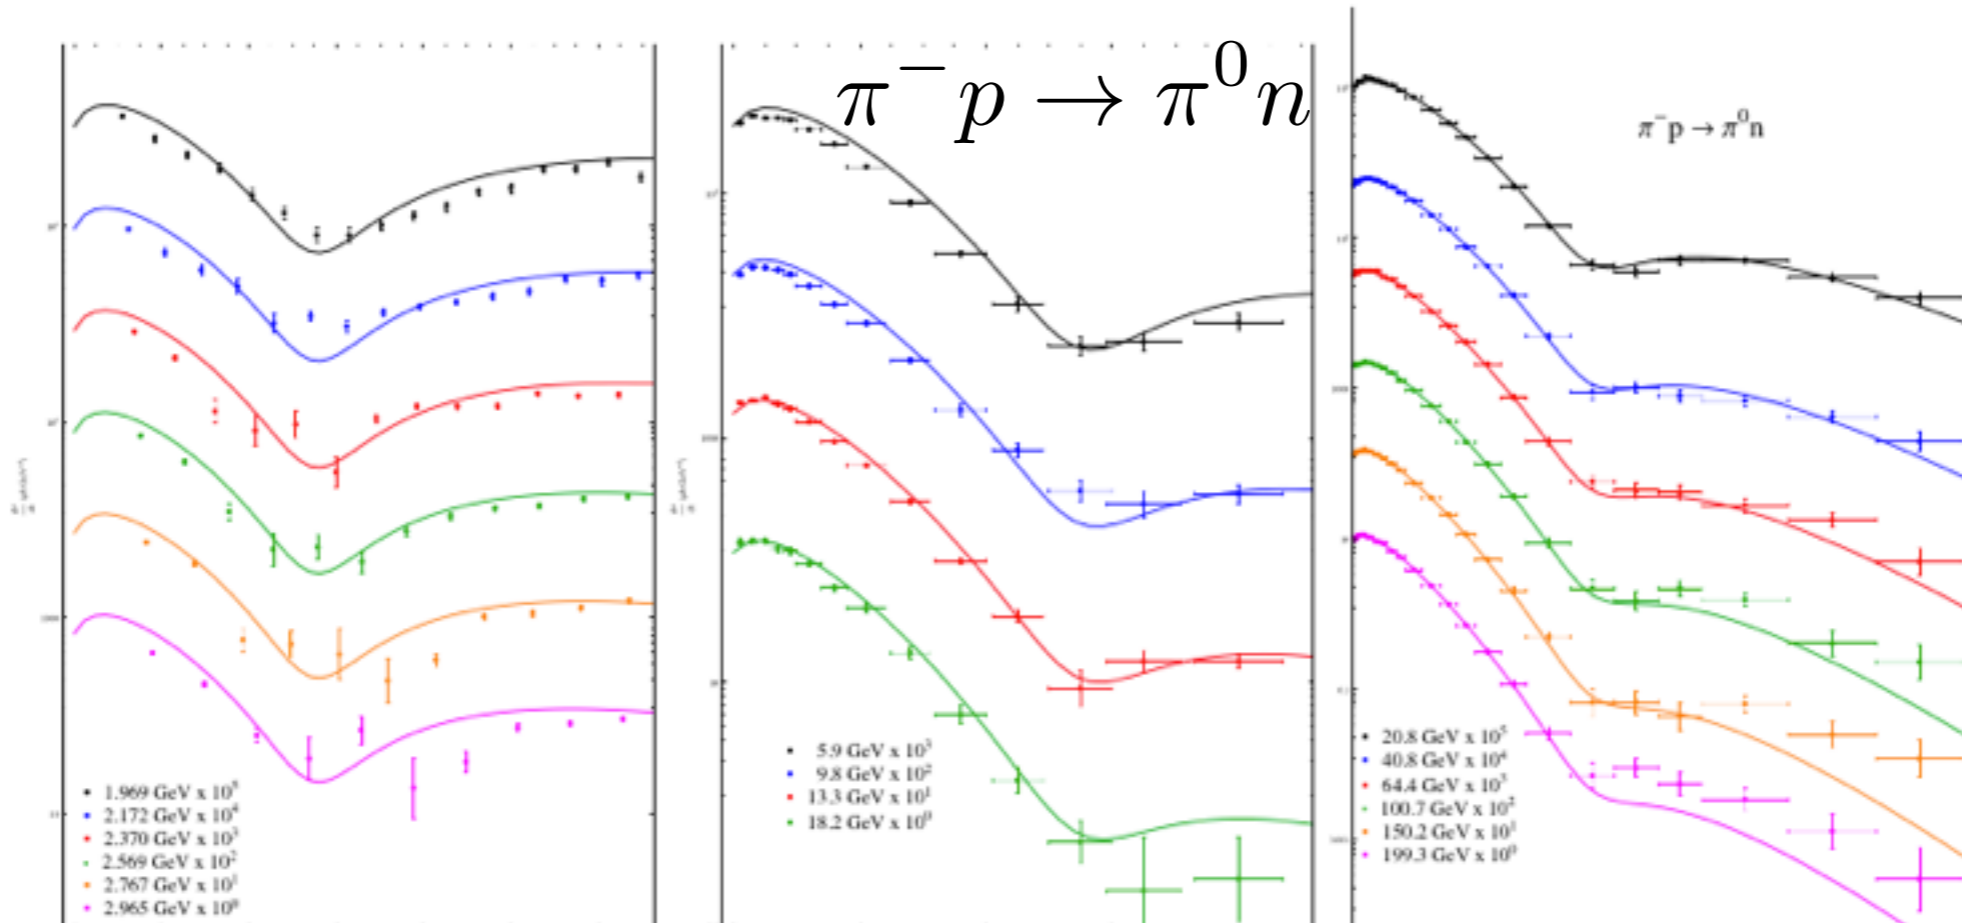 π⁻p → π⁰n
π⁻p → π⁰n
1.969 GeV x 10⁵
2.172 GeV x 10⁴
2.370 GeV x 10³
2.569 GeV x 10²
2.767 GeV x 10¹
2.965 GeV x 10⁰
5.9 GeV x 10³
9.8 GeV x 10²
13.3 GeV x 10¹
18.2 GeV x 10⁰
20.8 GeV x 10⁵
40.8 GeV x 10⁴
64.4 GeV x 10³
100.7 GeV x 10²
150.2 GeV x 10¹
199.3 GeV x 10⁰